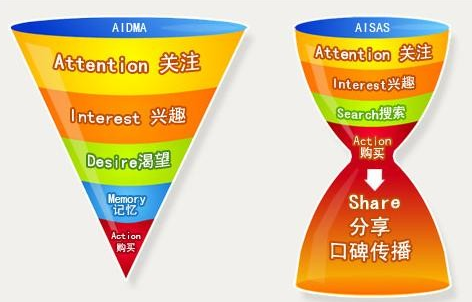 AIDMA
Attention 关注
Interest 兴趣
Desire渴望
Memory
记忆
Action
购买
AISAS
Attention 关注
Interest兴趣
Search搜索
Action
购买
Share
分享
口碑传播